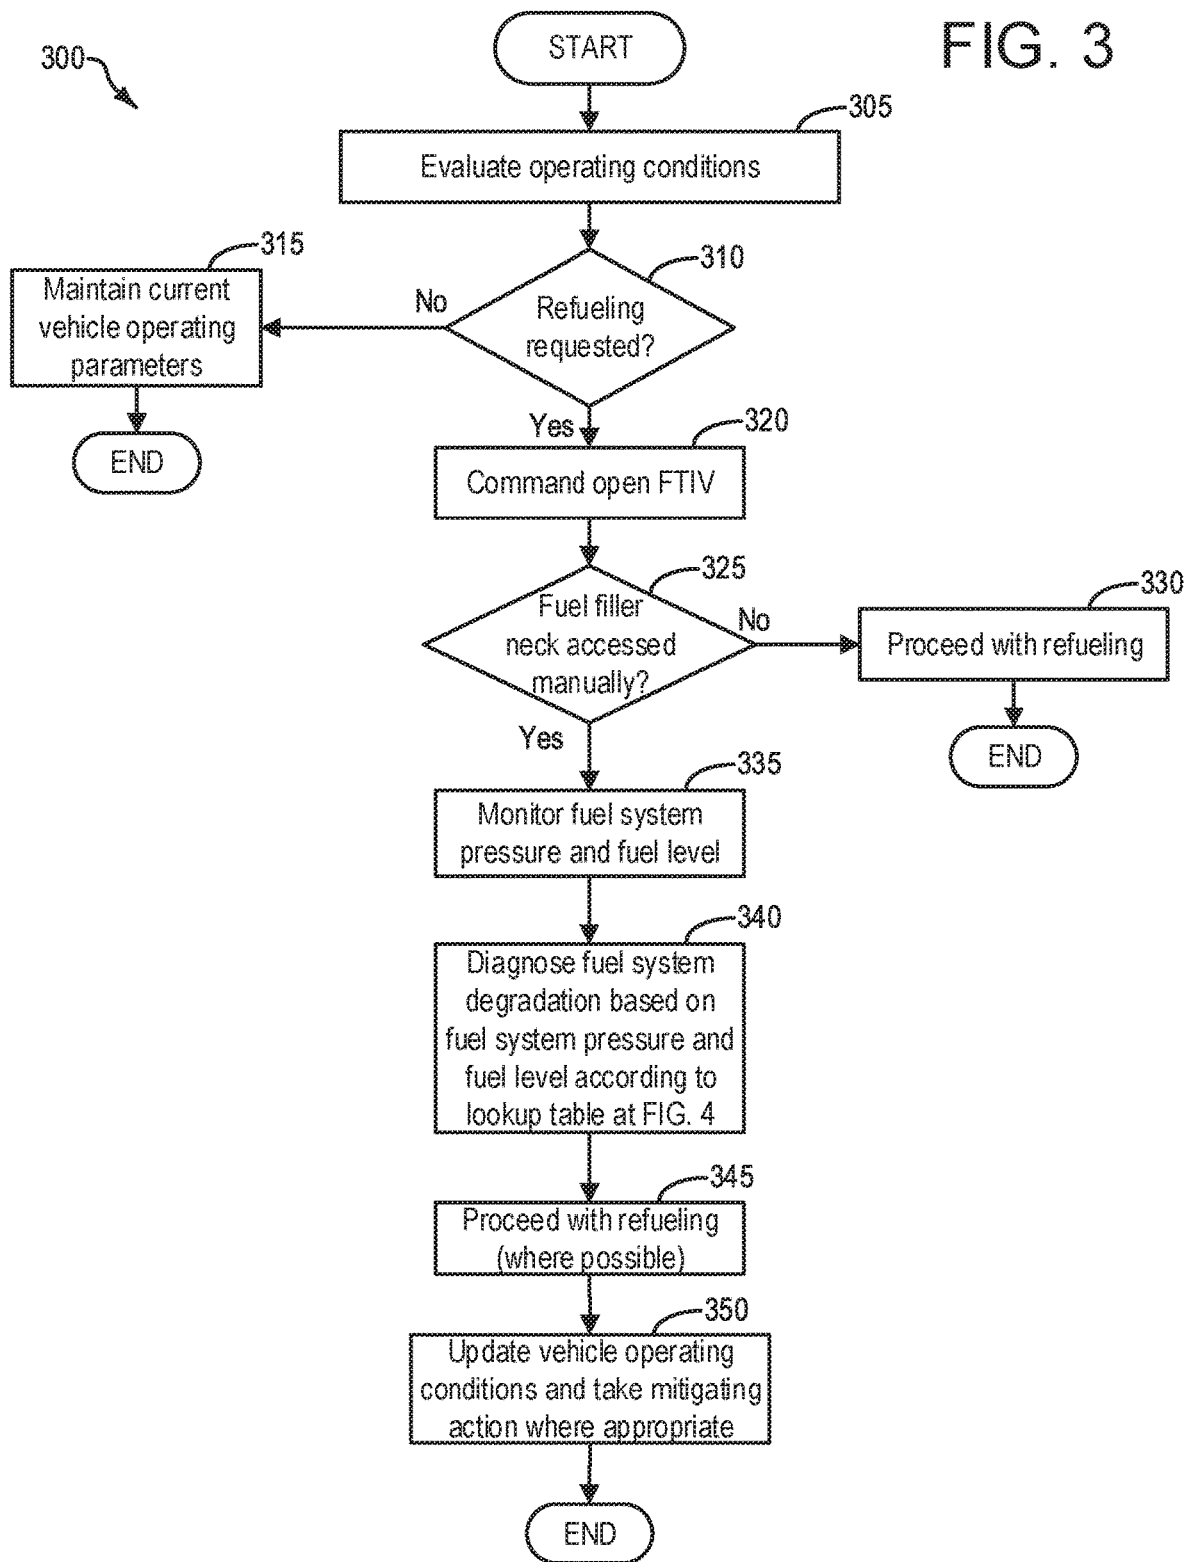 FIG. 3
300
START
305
Evaluate operating conditions
310
Refueling
requested?
No
315
Maintain current
vehicle operating
parameters
END
Yes
320
Command open FTIV
325
Fuel filler
neck accessed
manually?
No
330
Proceed with refueling
END
Yes
335
Monitor fuel system
pressure and fuel level
340
Diagnose fuel system
degradation based on
fuel system pressure and
fuel level according to
lookup table at FIG. 4
345
Proceed with refueling
(where possible)
350
Update vehicle operating
conditions and take mitigating
action where appropriate
END